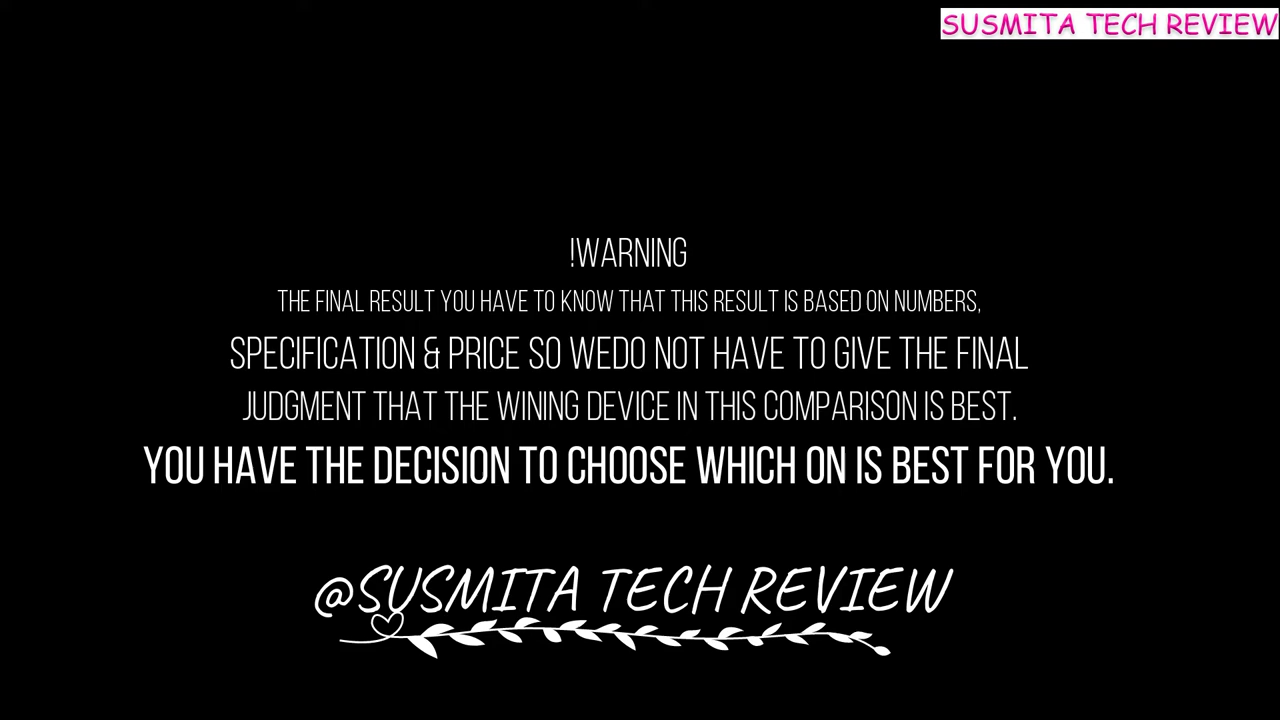 SUSMITA TECH REVIEW
!WARNING
THE FINAL RESULT YOU HAVE TO KNOW THAT THIS RESULT IS BASED ON NUMBERS,
SPECIFICATION & PRICE SO WEDO NOT HAVE TO GIVE THE FINAL
JUDGMENT THAT THE WINING DEVICE IN THIS COMPARISON IS BEST.
YOU HAVE THE DECISION TO CHOOSE WHICH ON IS BEST FOR YOU.
@SUSMITA TECH REVIEW